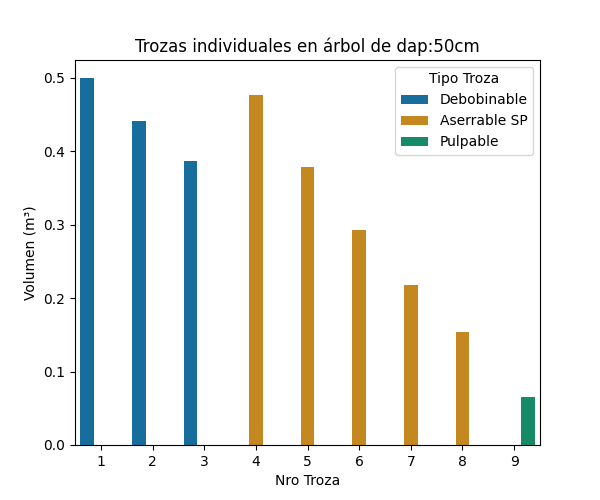 Trozas individuales en árbol de dap:50cm
Tipo Troza
Debobinable
Aserrable SP
Pulpable
Volumen (m³)
0.5
0.4
0.3
0.2
0.1
0.0
1 2 3 4 5 6 7 8 9
Nro Troza